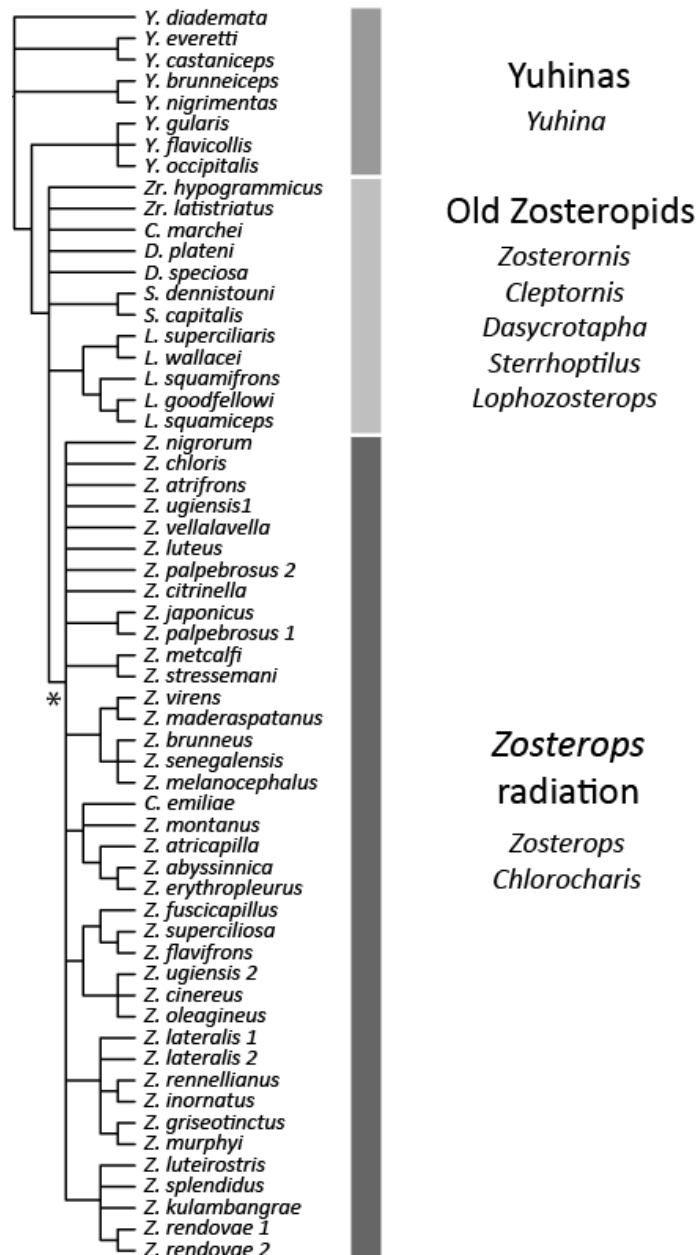 Y. diademata
Y. everetti
Y. castaniceps
Y. brunneiceps
Y. nigrimentas
Y. gularis
Y. flavicollis
Y. occipitalis
Zr. hypogrammicus
Zr. latistriatus
C. marchei
D. plateni
D. speciosa
S. dennistouni
S. capitalis
L. superciliaris
L. wallacei
L. squamifrons
L. goodfellowi
L. squamiceps
Z. nigrorum
Z. chloris
Z. atrifrons
Z. ugiensis1
Z. vellalavella
Z. luteus
Z. palpebrosus 2
Z. citrinella
Z. japonicus
Z. palpebrosus 1
Z. metcalfi
Z. stressemani
*
Z. virens
Z. maderaspatanus
Z. brunneus
Z. senegalensis
Z. melanocephalus
C. emiliae
Z. montanus
Z. atricapilla
Z. abyssinnica
Z. erythropleurus
Z. fuscicapillus
Z. superciliosa
Z. flavifrons
Z. ugiensis 2
Z. cinereus
Z. oleagineus
Z. lateralis 1
Z. lateralis 2
Z. rennellianus
Z. inornatus
Z. griseotinctus
Z. murphyi
Z. luteirostris
Z. splendidus
Z. kulambangrae
Z. rendovae 1
Z. rendovae 2
Yuhinas
Yuhina
Old Zosteropids
Zosterornis
Cleptornis
Dasycrotapha
Sterrhoptilus
Lophozosterops
Zosterops
radiation
Zosterops
Chlorocharis